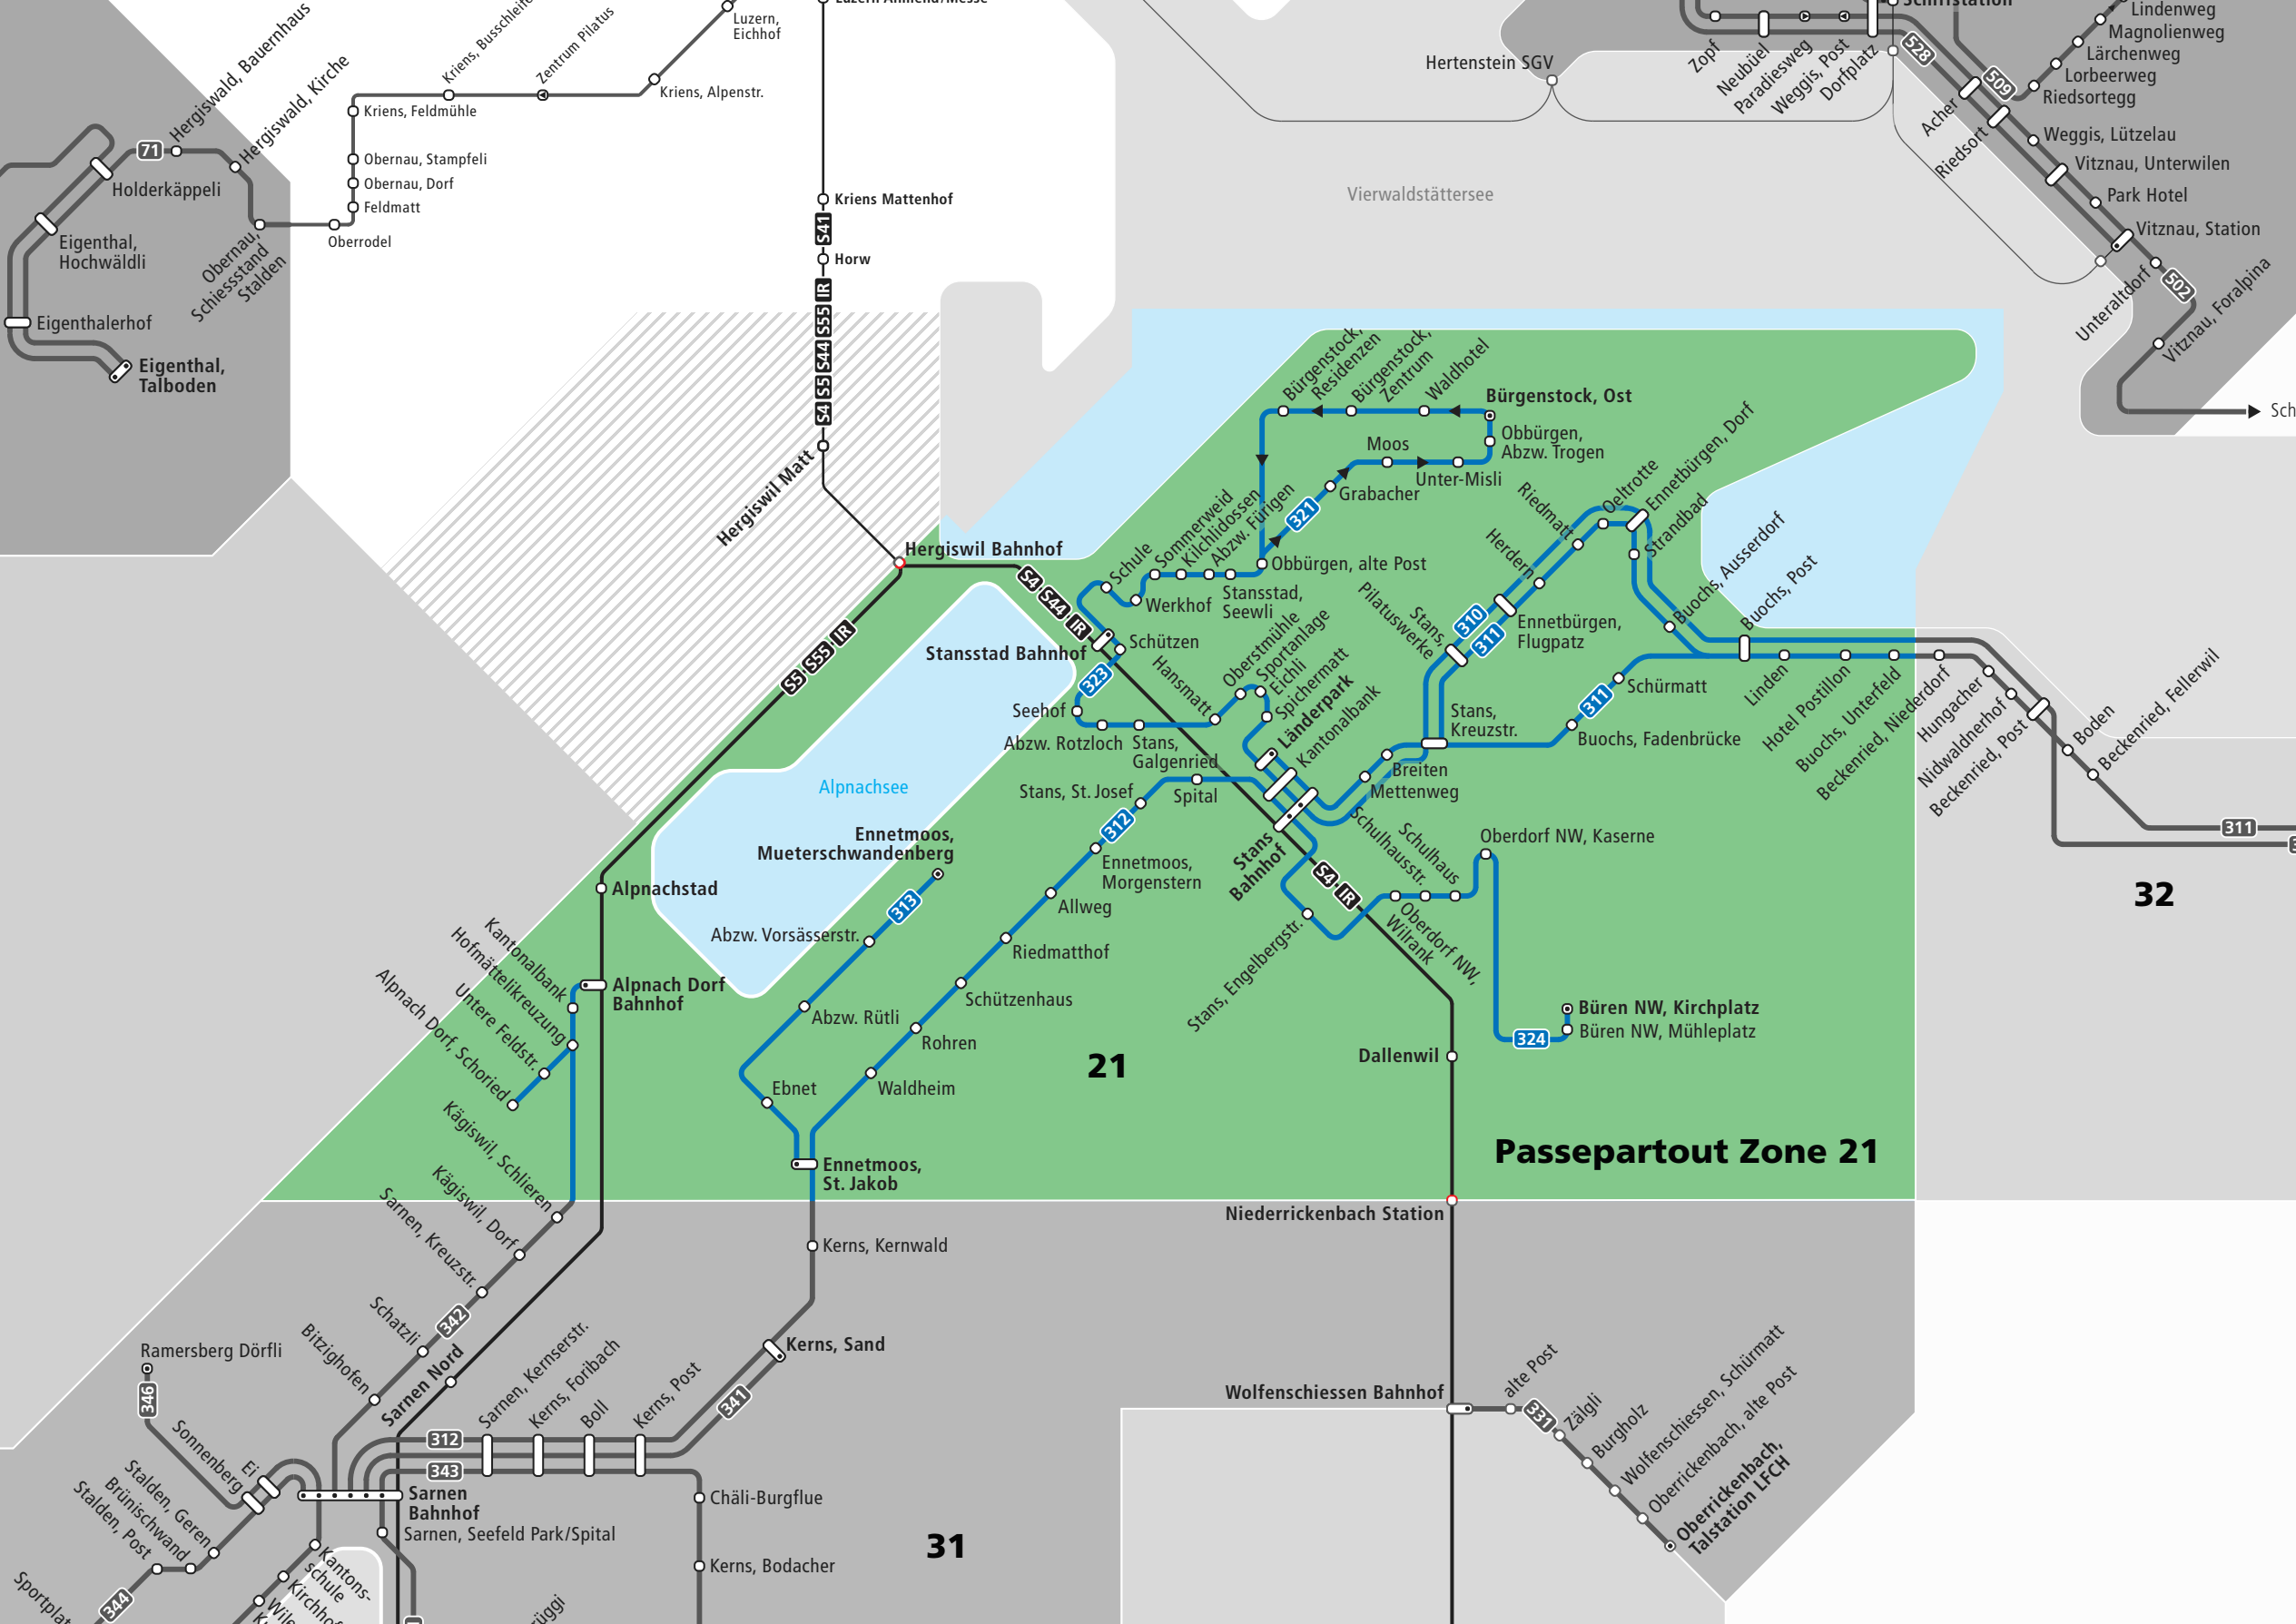 Hergiswald, Bauernhaus
Hergiswald, Kirche
71
Holderkäppeli
Eigenthal,
Hochwäldli
Eigenthalerhof
Eigenthal,
Talboden
Obernau,
Schiessstand
Stalden
Oberrodel
Feldmatt
Obernau, Dorf
Obernau, Stampfeli
Kriens, Feldmühle
Kriens, Busschleife
Zentrum Pilatus
Kriens, Alpenstr.
Luzern,
Eichhof
Luzern Allmend/Messe
Kriens Mattenhof
S41
Horw
S4 S5 S44 S55 IR
Hergiswil Matt
Hergiswil Bahnhof
Hertenstein SGV
Vierwaldstättersee
Zopf
Neubüel
Paradiesweg
Weggis, Post
Dorfplatz
Schiffstation
528
509
Lindenweg
Magnolienweg
Lärchenweg
Lorbeerweg
Riedsortegg
Acher
Riedsort
Weggis, Lützelau
Vitznau, Unterwilen
Park Hotel
Vitznau, Station
Unteraltdorf
502
Vitznau, Foralpina
Sch
Bürgenstock,
Residenzen
Bürgenstock,
Zentrum
Waldhotel
Bürgenstock, Ost
Obbürgen,
Abzw. Trogen
Moos
Unter-Misli
Grabacher
321
Obbürgen, alte Post
Schule
Sommerweid
Kilchlidossen
Abzw. Fürigen
Werkhof
Stansstad,
Seewli
S4 S44 IR
Schützen
Stansstad Bahnhof
323
Seehof
Abzw. Rotzloch
Stans,
Galgenried
Hansmatt
Oberstmühle
Sportanlage
Eichli
Spichermatt
Länderpark
Kantonalbank
Stans,
Pilatuswerke
310
311
Herdern
Riedmatt
Oeltrotte
Ennetbürgen, Dorf
Strandbad
Ennetbürgen,
Flugpatz
Buochs, Ausserdorf
Buochs, Post
Stans,
Kreuzstr.
Breiten
Mettenweg
311
Schürmatt
Buochs, Fadenbrücke
Linden
Hotel Postillon
Buochs, Unterfeld
Beckenried, Niederdorf
Hungacher
Nidwaldnerhof
Beckenried, Post
Boden
Beckenried, Fellerwil
311
32
S5 S55 IR
Alpnachsee
Stans, St. Josef
Spital
312
Ennetmoos,
Morgenstern
Allweg
Riedmatthof
Schützenhaus
Rohren
Waldheim
Ennetmoos,
Mueterschwandenberg
313
Abzw. Vorsässerstr.
Abzw. Rütli
Ebnet
Ennetmoos,
St. Jakob
Stans
Bahnhof
S4 IR
Schulhausstr.
Schulhaus
Oberdorf NW, Kaserne
Oberdorf NW,
Wilrank
Stans, Engelbergstr.
Büren NW, Kirchplatz
Büren NW, Mühleplatz
324
Dallenwil
21
Passepartout Zone 21
Niederrickenbach Station
Alpnachstad
Alpnach Dorf
Bahnhof
Kantonalbank
Hofmättelikreuzung
Untere Feldstr.
Alpnach Dorf, Schoried
Kägiswil, Schlieren
Kägiswil, Dorf
Sarnen, Kreuzstr.
342
Schatzli
Bitzighofen
Sarnen Nord
Ramersberg Dörfli
346
Sonnenberg
Ei
Stalden, Geren
Brünischwand
Stalden, Post
344
Kerns, Kernwald
Kerns, Sand
341
312
343
Sarnen, Kernserstr.
Kerns, Foribach
Boll
Kerns, Post
Sarnen
Bahnhof
Sarnen, Seefeld Park/Spital
Kantons-
schule
Kirchhof
Chäli-Burgflue
Kerns, Bodacher
31
Wolfenschiessen Bahnhof
alte Post
331
Zälgli
Burgholz
Wolfenschiessen, Schürmatt
Oberrickenbach, alte Post
Oberrickenbach,
Talstation LFCH